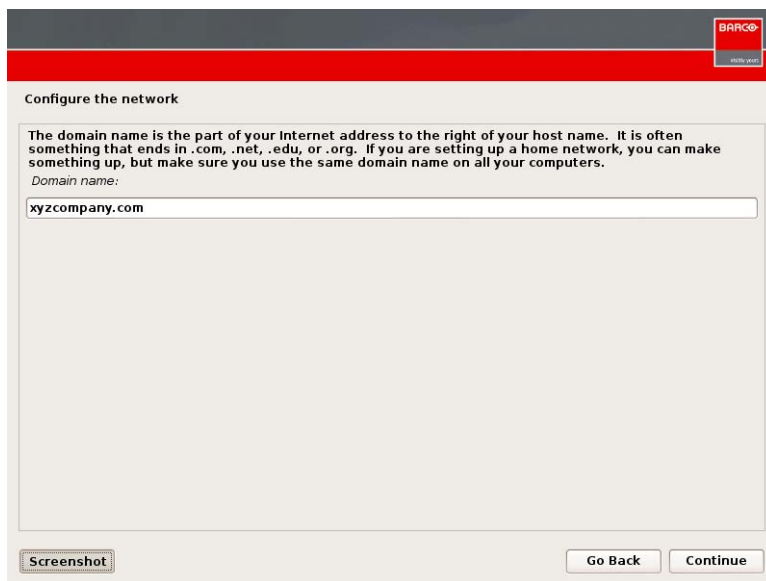 BARCO
visibly yours
Configure the network
The domain name is the part of your Internet address to the right of your host name.  It is often
something that ends in .com, .net, .edu, or .org.  If you are setting up a home network, you can make
something up, but make sure you use the same domain name on all your computers.
Domain name:
xyzcompany.com
Screenshot
Go Back
Continue